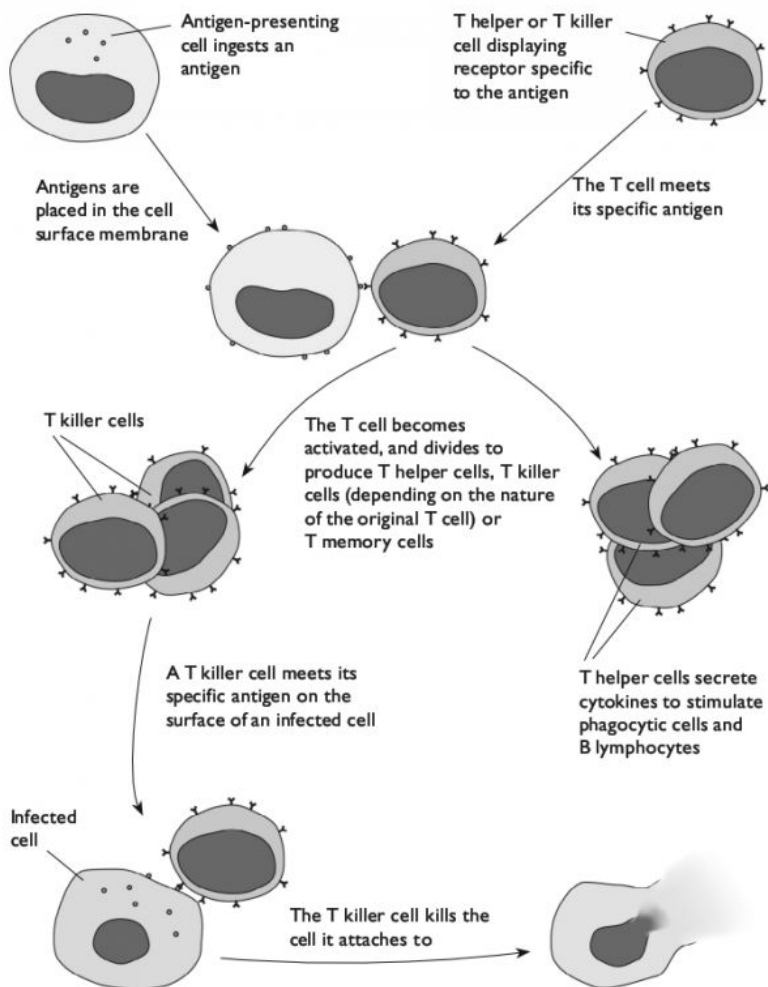 Antigen-presenting
cell ingests an
antigen
T helper or T killer
cell displaying
receptor specific
to the antigen
Antigens are
placed in the cell
surface membrane
The T cell meets
its specific antigen
T killer cells
The T cell becomes
activated, and divides to
produce T helper cells, T killer
cells (depending on the nature
of the original T cell) or
T memory cells
A T killer cell meets its
specific antigen on the
surface of an infected cell
T helper cells secrete
cytokines to stimulate
phagocytic cells and
B lymphocytes
Infected
cell
The T killer cell kills the
cell it attaches to